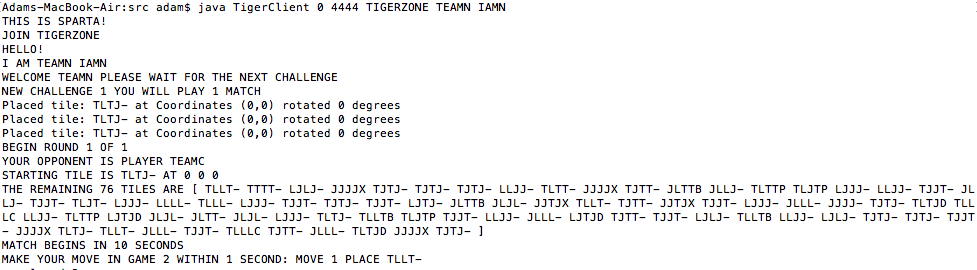 Adams-MacBook-Air:src adam$ java TigerClient 0 4444 TIGERZONE TEAMN IAMN
THIS IS SPARTA!
JOIN TIGERZONE
HELLO!
I AM TEAMN IAMN
WELCOME TEAMN PLEASE WAIT FOR THE NEXT CHALLENGE
NEW CHALLENGE 1 YOU WILL PLAY 1 MATCH
Placed tile: TLTJ- at Coordinates (0,0) rotated 0 degrees
Placed tile: TLTJ- at Coordinates (0,0) rotated 0 degrees
Placed tile: TLTJ- at Coordinates (0,0) rotated 0 degrees
BEGIN ROUND 1 OF 1
YOUR OPPONENT IS PLAYER TEAMC
STARTING TILE IS TLTJ- AT 0 0 0
THE REMAINING 76 TILES ARE [ TLLT- TTTT- LJLJ- JJJJX TJTJ- TJTJ- TJTJ- LLJJ- TLTT- JJJJX TJTT- JLTTB JLLJ- TLTTP TLJTP LJJJ- LLJJ- TJJT- JL
LJ- TJJT- TLJT- LJJJ- LLLL- TLLL- LJJJ- TJJT- TJTJ- TJJT- LJTJ- JLTTB JLJL- JJTJX TLLT- TJTT- JJTJX TJJT- LJJJ- JLLL- JJJJ- TJTJ- TLTJD TLL
LC LLJJ- TLTTP LJTJD JLJL- JLTT- JLJL- LJJJ- TLTJ- TLLTB TLJTP TJJT- LLJJ- JLLL- LJTJD TJTT- TJJT- LJLJ- TLLTB LLJJ- LJLJ- TJTJ- TJTJ- TJJT
- JJJJX TLTJ- TLLT- JLLL- TJJT- TLLLC TJTT- JLLL- TLTJD JJJJX TJTJ- ]
MATCH BEGINS IN 10 SECONDS
MAKE YOUR MOVE IN GAME 2 WITHIN 1 SECOND: MOVE 1 PLACE TLLT-